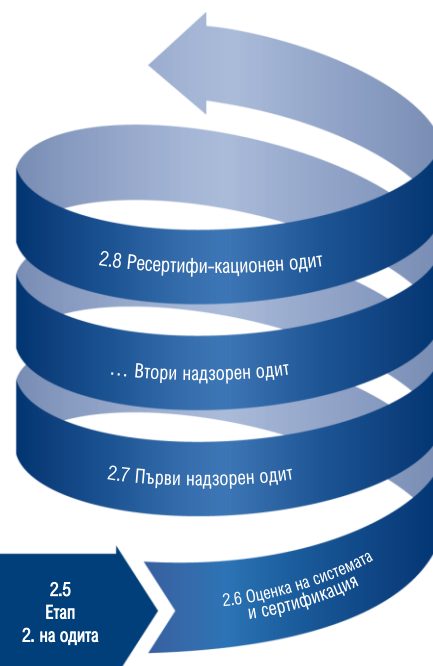 2.8 Ресертифи-кационен одит
... Втори надзорен одит
2.7 Първи надзорен одит
2.5
Етап
2. на одита
2.6 Оценка на системата
и сертификация